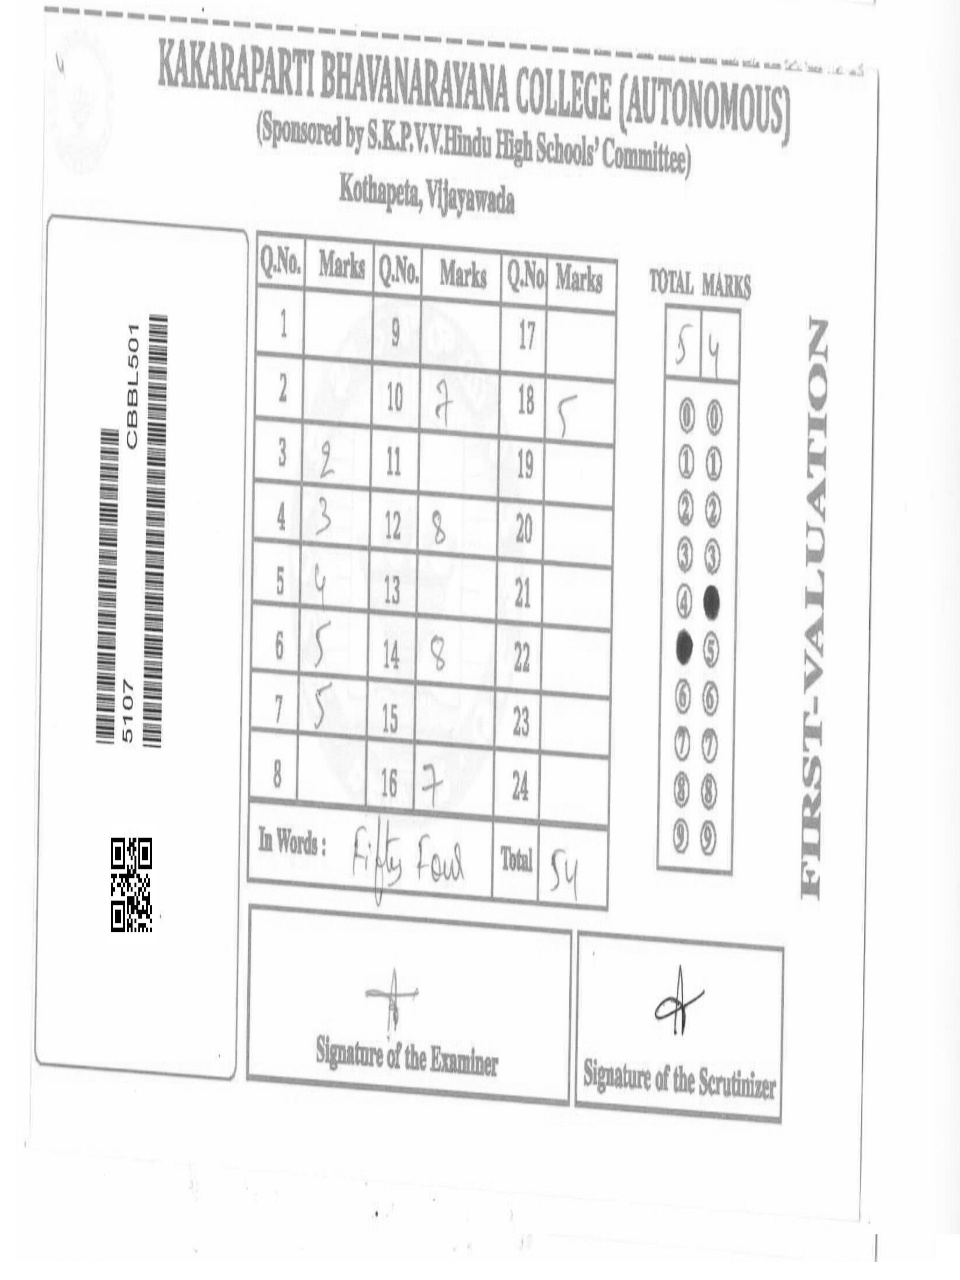 KAKARAPARTI BHAVANARAYANA COLLEGE (AUTONOMOUS)
(Sponsored by S.K.P.V.V.Hindu High Schools' Committee)
Kothapeta, Vijayawada
5107 CBBL501
Q.No. Marks Q.No. Marks Q.No Marks
1 9 17
2 10 7 18 5
3 2 11 19
4 3 12 8 20
5 4 13 21
6 5 14 8 22
7 5 15 23
8 16 7 24
In Words : Fifty Four Total 54
TOTAL MARKS
5 4
0 0
1 1
2 2
3 3
4
5
6 6
7 7
8 8
9 9
FIRST-VALUATION
Signature of the Examiner
Signature of the Scrutinizer